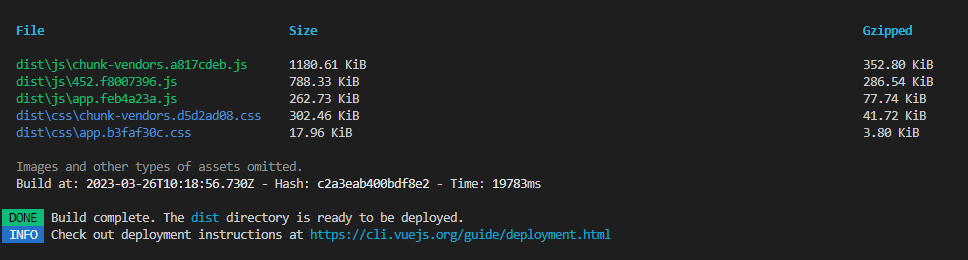 File Size Gzipped
dist\js\chunk-vendors.a817cdeb.js 1180.61 KiB 352.80 KiB
dist\js\452.f8007396.js 788.33 KiB 286.54 KiB
dist\js\app.feb4a23a.js 262.73 KiB 77.74 KiB
dist\css\chunk-vendors.d5d2ad08.css 302.46 KiB 41.72 KiB
dist\css\app.b3faf30c.css 17.96 KiB 3.80 KiB
Images and other types of assets omitted.
Build at: 2023-03-26T10:18:56.730Z - Hash: c2a3eab400bdf8e2 - Time: 19783ms
DONE Build complete. The dist directory is ready to be deployed.
INFO Check out deployment instructions at https://cli.vuejs.org/guide/deployment.html